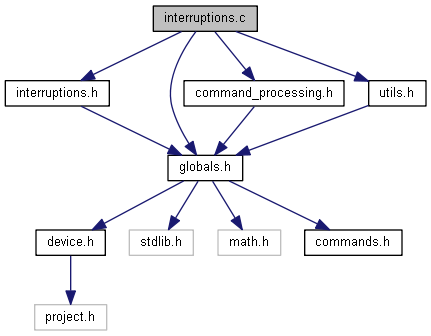 interruptions.c
interruptions.h
command_processing.h
utils.h
globals.h
device.h
stdlib.h
math.h
commands.h
project.h